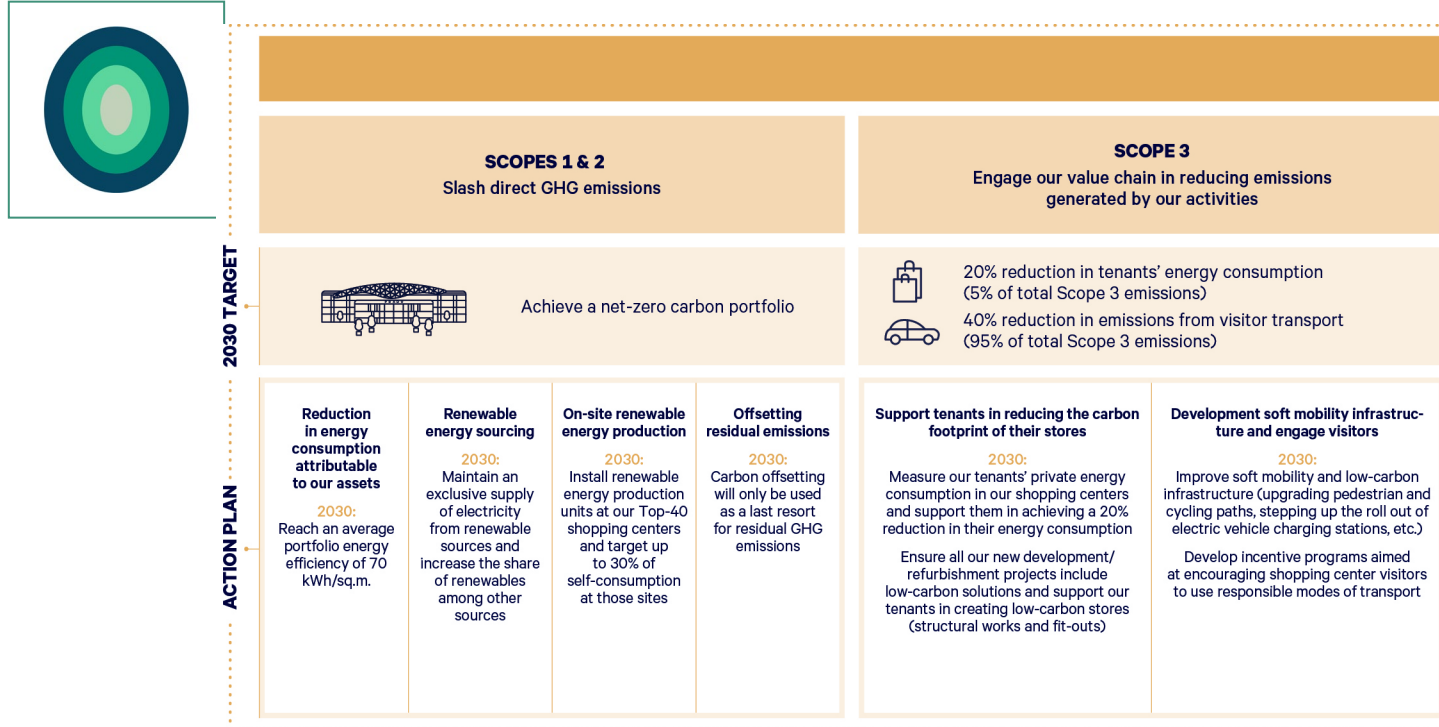 SCOPES 1 & 2
Slash direct GHG emissions
SCOPE 3
Engage our value chain in reducing emissions
generated by our activities
2030 TARGET
Achieve a net-zero carbon portfolio
20% reduction in tenants’ energy consumption
(5% of total Scope 3 emissions)
40% reduction in emissions from visitor transport
(95% of total Scope 3 emissions)
ACTION PLAN
Reduction
in energy
consumption
attributable
to our assets
2030:
Reach an average
portfolio energy
efficiency of 70
kWh/sq.m.
Renewable
energy sourcing
2030:
Maintain an
exclusive supply
of electricity
from renewable
sources and
increase the share
of renewables
among other
sources
On-site renewable
energy production
2030:
Install renewable
energy production
units at our Top-40
shopping centers
and target up
to 30% of
self-consumption
at those sites
Offsetting
residual emissions
2030:
Carbon offsetting
will only be used
as a last resort
for residual GHG
emissions
Support tenants in reducing the carbon
footprint of their stores
2030:
Measure our tenants’ private energy
consumption in our shopping centers
and support them in achieving a 20%
reduction in their energy consumption
Ensure all our new development/
refurbishment projects include
low-carbon solutions and support our
tenants in creating low-carbon stores
(structural works and fit-outs)
Development soft mobility infrastruc-
ture and engage visitors
2030:
Improve soft mobility and low-carbon
infrastructure (upgrading pedestrian and
cycling paths, stepping up the roll out of
electric vehicle charging stations, etc.)
Develop incentive programs aimed
at encouraging shopping center visitors
to use responsible modes of transport